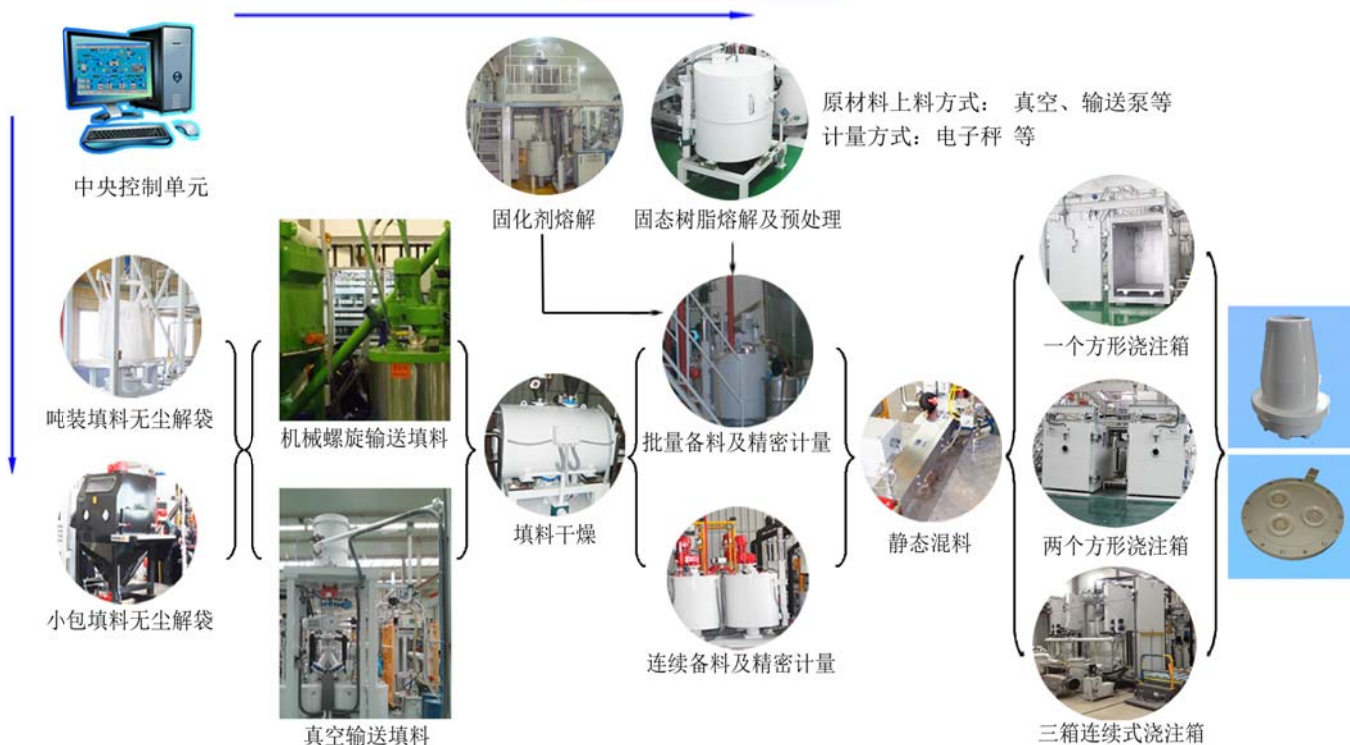 中央控制单元
固化剂熔解
固态树脂熔解及预处理
原材料上料方式： 真空、输送泵等
计量方式：电子秤 等
吨装填料无尘解袋
小包填料无尘解袋
机械螺旋输送填料
真空输送填料
填料干燥
批量备料及精密计量
连续备料及精密计量
静态混料
一个方形浇注箱
两个方形浇注箱
三箱连续式浇注箱